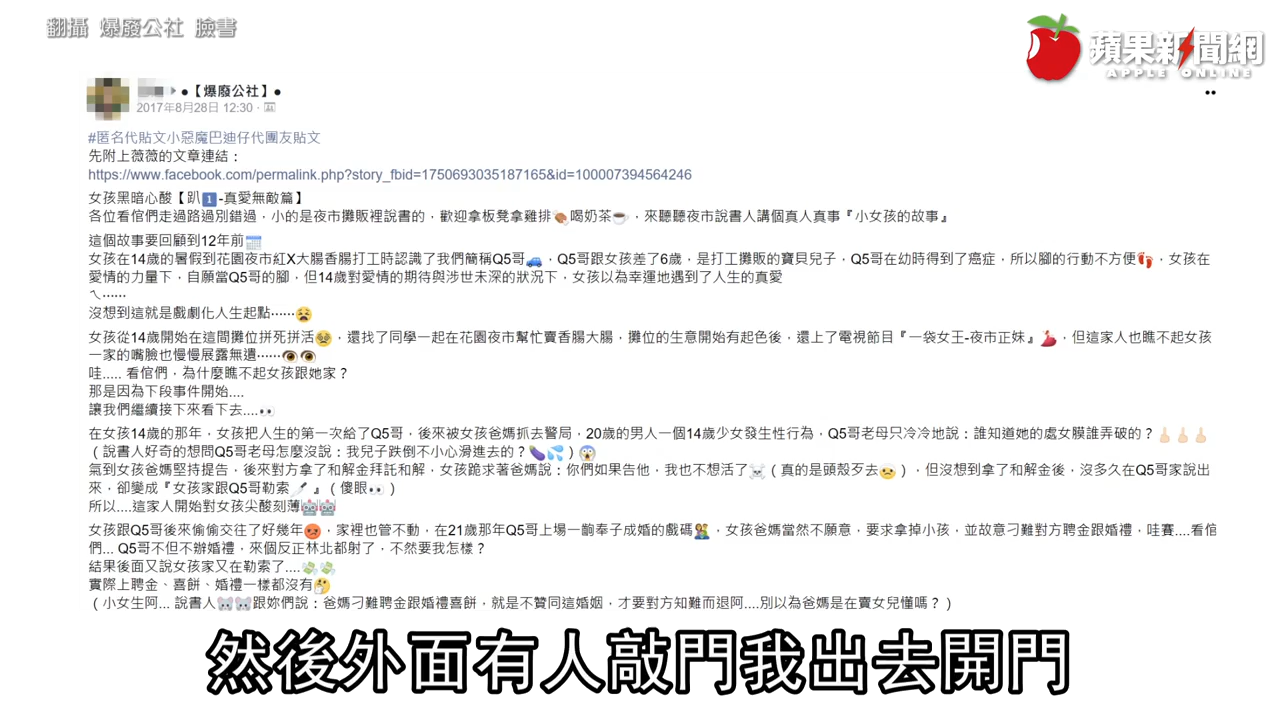 翻攝 爆廢公社 臉書
蘋果新聞網
APPLE ONLINE
●【爆廢公社】●
2017年8月28日 12:30
#匿名代貼文小惡魔巴迪仔代團友貼文
先附上薇薇的文章連結：
https://www.facebook.com/permalink.php?story_fbid=1750693035187165&id=100007394564246
女孩黑暗心酸【趴1️⃣-真愛無敵篇】
各位看倌們走過路過別錯過，小的是夜市攤販裡說書的，歡迎拿板凳拿雞排🍗喝奶茶☕，來聽聽夜市說書人講個真人真事『小女孩的故事』
這個故事要回顧到12年前📅
女孩在14歲的暑假到花園夜市紅X大腸香腸打工時認識了我們簡稱Q5哥🚙，Q5哥跟女孩差了6歲，是打工攤販的寶貝兒子，Q5哥在幼時得到了癌症，所以腳的行動不方便👣，女孩在
愛情的力量下，自願當Q5哥的腳，但14歲對愛情的期待與涉世未深的狀況下，女孩以為幸運地遇到了人生的真愛
ㄟ⋯⋯
沒想到這就是戲劇化人生起點⋯⋯😫
女孩從14歲開始在這間攤位拼死拼活😥，還找了同學一起在花園夜市幫忙賣香腸大腸，攤位的生意開始有起色後，還上了電視節目『一袋女王-夜市正妹』💃，但這家人也瞧不起女孩
一家的嘴臉也慢慢展露無遺⋯⋯👁👁
哇..... 看倌們，為什麼瞧不起女孩跟她家？
那是因為下段事件開始....
讓我們繼續接下來看下去....👀
在女孩14歲的那年，女孩把人生的第一次給了Q5哥，後來被女孩爸媽抓去警局，20歲的男人一個14歲少女發生性行為，Q5哥老母只冷冷地說：誰知道她的處女膜誰弄破的？🖕🏻🖕🏻🖕🏻
（說書人好奇的想問Q5哥老母怎麼沒說：我兒子跌倒不小心滑進去的？🍆💦）😱
氣到女孩爸媽堅持提告，後來對方拿了和解金拜託和解，女孩跪求著爸媽說：你們如果告他，我也不想活了☠（真的是頭殼歹去🤕），但沒想到拿了和解金後，沒多久在Q5哥家說出
來，卻變成『女孩家跟Q5哥勒索🔪』（傻眼👀）
所以....這家人開始對女孩尖酸刻薄🤖🤖
女孩跟Q5哥後來偷偷交往了好幾年😡，家裡也管不動，在21歲那年Q5哥上場一齣奉子成婚的戲碼👩‍👧‍👦，女孩爸媽當然不願意，要求拿掉小孩，並故意刁難對方聘金跟婚禮，哇賽....看倌
們... Q5哥不但不辦婚禮，來個反正林北都射了，不然要我怎樣？
結果後面又說女孩家又在勒索了....💸💸
實際上聘金、喜餅、婚禮一樣都沒有🤔
（小女生阿... 說書人🐭🐭跟妳們說：爸媽刁難聘金跟婚禮喜餅，就是不贊同這婚姻，才要對方知難而退阿....別以為爸媽是在賣女兒懂嗎？）
然後外面有人敲門我出去開門